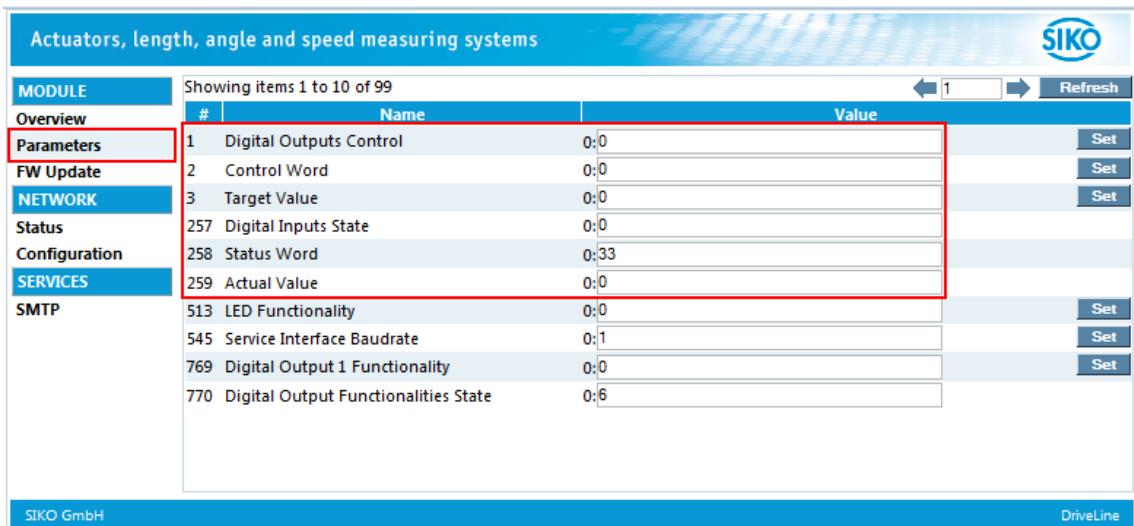 Actuators, length, angle and speed measuring systems
SIKO
MODULE
Overview
Parameters
FW Update
NETWORK
Status
Configuration
SERVICES
SMTP
Showing items 1 to 10 of 99 1 Refresh
# Name Value
1 Digital Outputs Control 0:0 Set
2 Control Word 0:0 Set
3 Target Value 0:0 Set
257 Digital Inputs State 0:0
258 Status Word 0:33
259 Actual Value 0:0
513 LED Functionality 0:0 Set
545 Service Interface Baudrate 0:1 Set
769 Digital Output 1 Functionality 0:0 Set
770 Digital Output Functionalities State 0:6
SIKO GmbH DriveLine